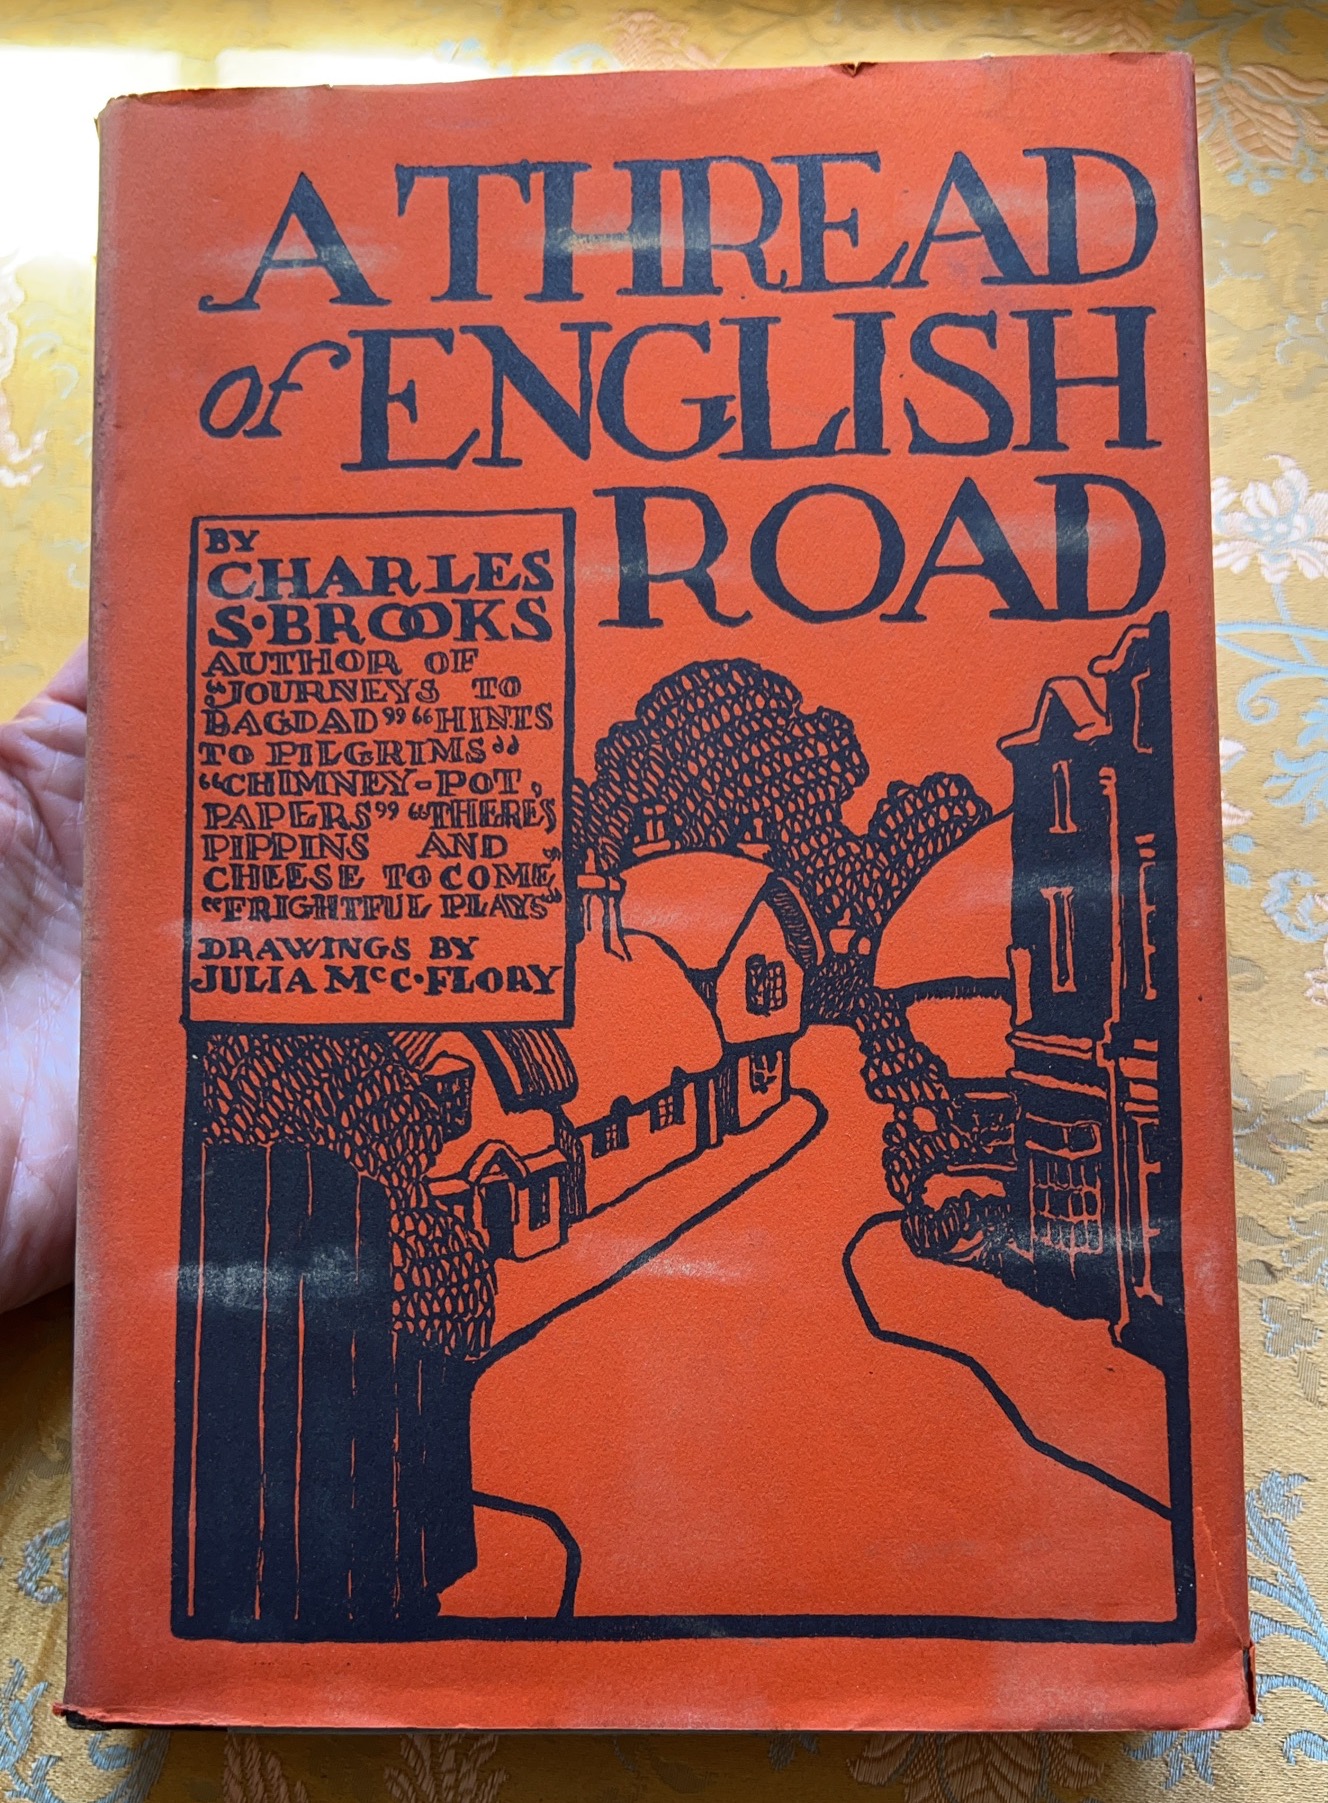 A THREAD
of ENGLISH
ROAD
BY
CHARLES
S·BROOKS
AUTHOR OF
"JOURNEYS TO
BAGDAD" "HINTS
TO PILGRIMS"
"CHIMNEY-POT
PAPERS" "THERE'S
PIPPINS AND
CHEESE TO COME"
"FRIGHTFUL PLAYS"
DRAWINGS BY
JULIA McC·FLORY